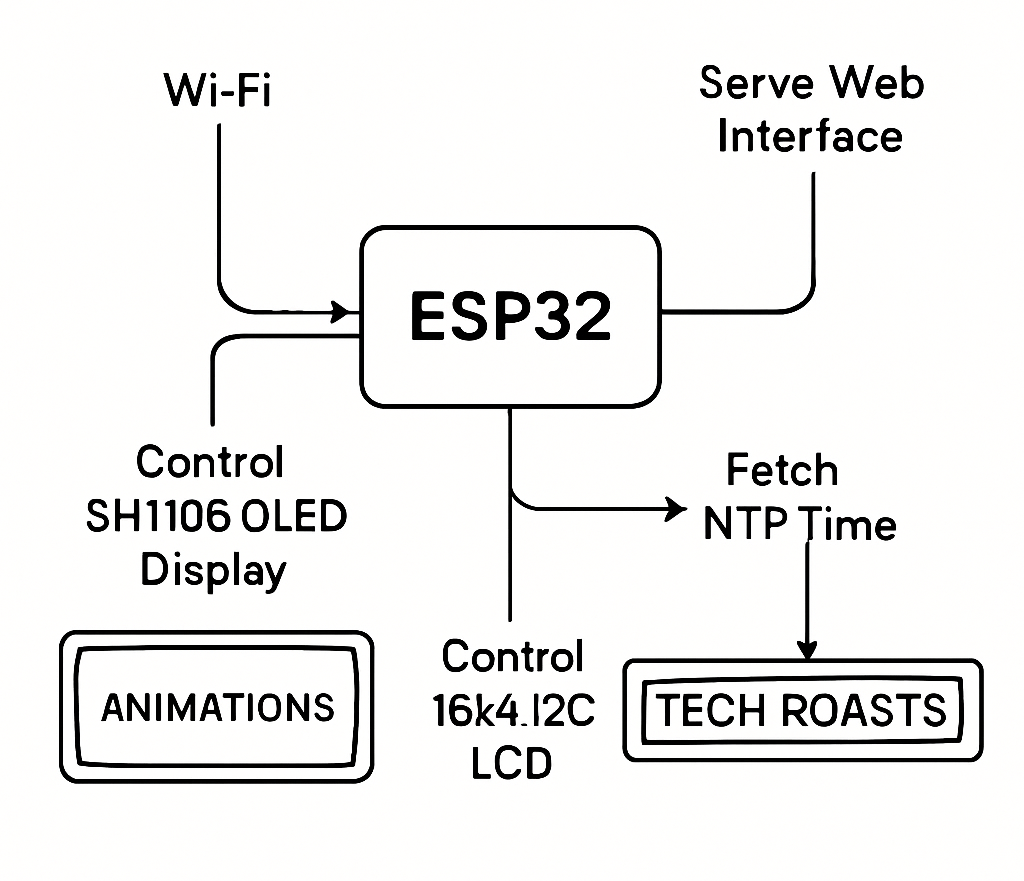 Wi-Fi
Serve Web
Interface
ESP32
Control
SH1106 OLED
Display
Fetch
NTP Time
ANIMATIONS
Control
16k4.I2C
LCD
TECH ROASTS